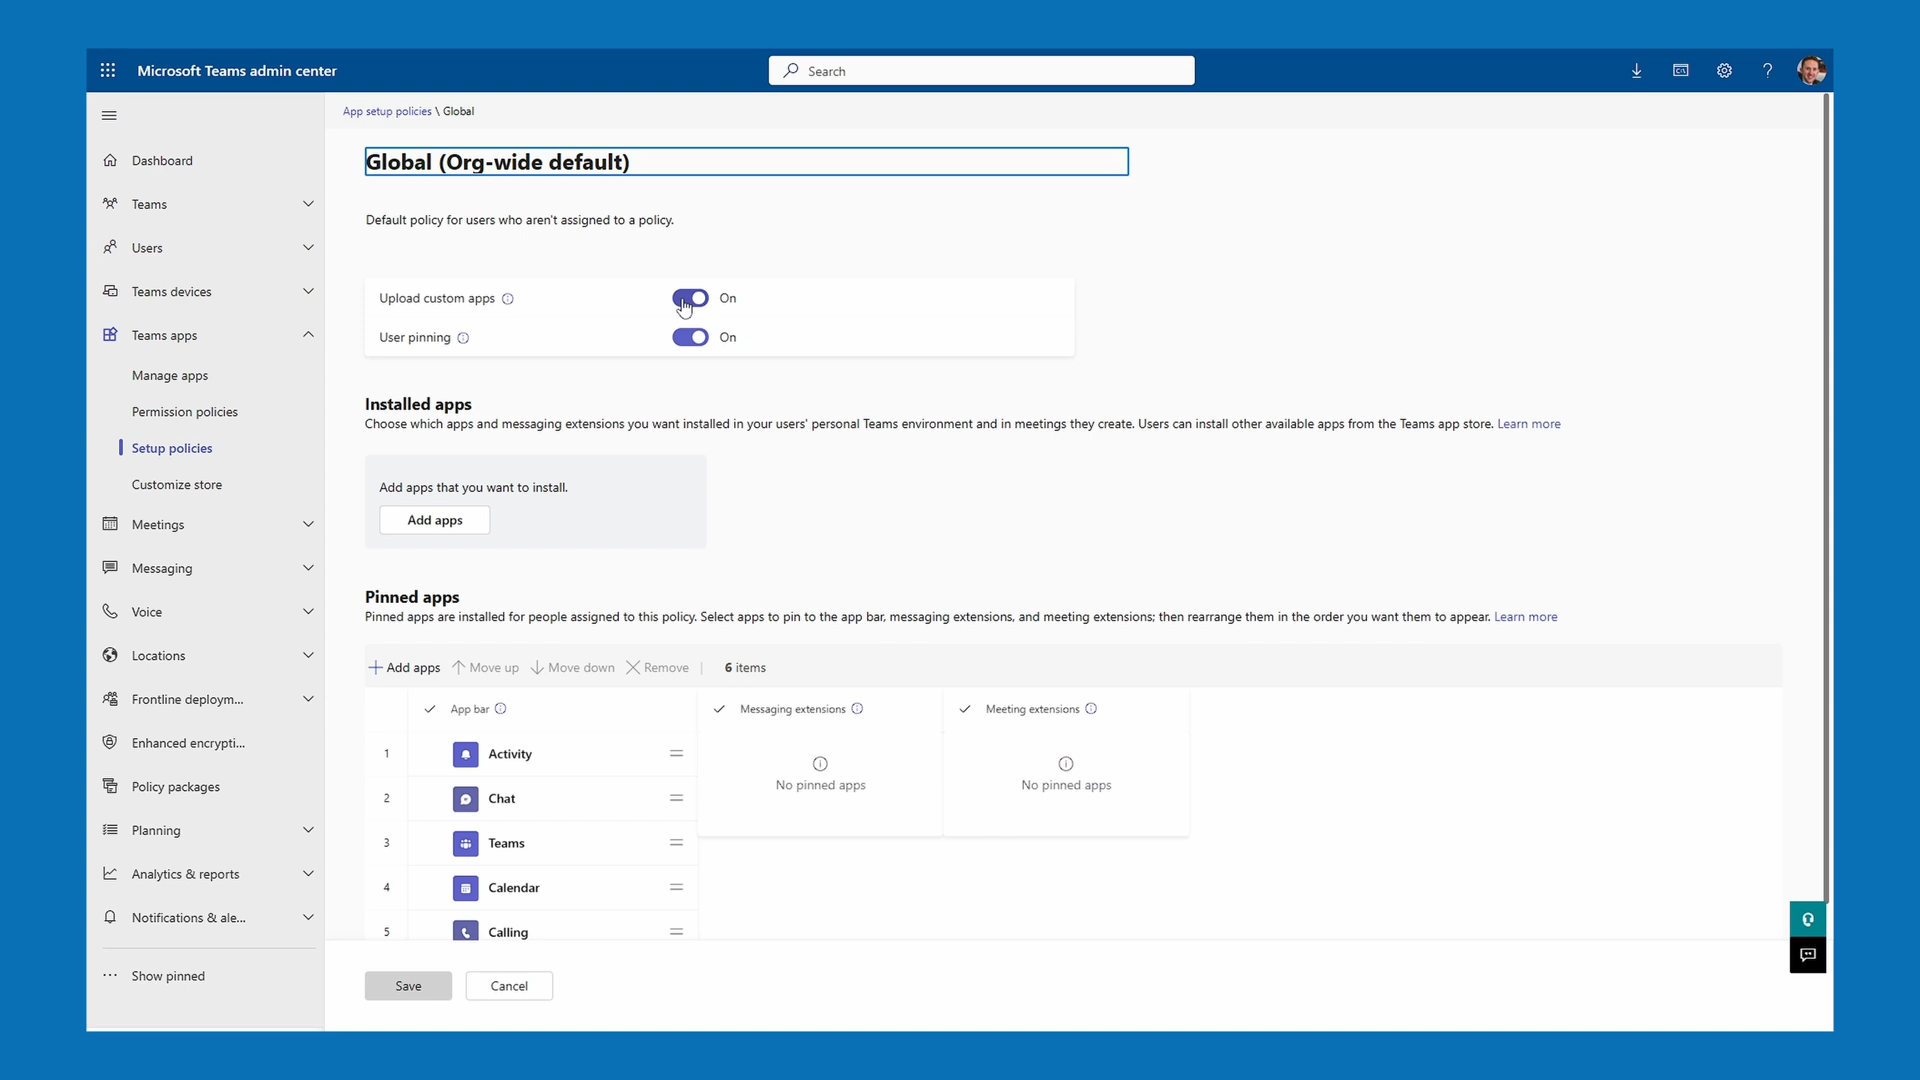 Microsoft Teams admin center
Search
App setup policies \ Global
Dashboard
Teams
Users
Teams devices
Teams apps
Manage apps
Permission policies
Setup policies
Customize store
Meetings
Messaging
Voice
Locations
Frontline deploym...
Enhanced encrypti...
Policy packages
Planning
Analytics & reports
Notifications & ale...
Show pinned
Global (Org-wide default)
Default policy for users who aren't assigned to a policy.
Upload custom apps On
User pinning On
Installed apps
Choose which apps and messaging extensions you want installed in your users' personal Teams environment and in meetings they create. Users can install other available apps from the Teams app store. Learn more
Add apps that you want to install.
Add apps
Pinned apps
Pinned apps are installed for people assigned to this policy. Select apps to pin to the app bar, messaging extensions, and meeting extensions; then rearrange them in the order you want them to appear. Learn more
Add apps Move up Move down Remove | 6 items
App bar Messaging extensions Meeting extensions
1 Activity
No pinned apps No pinned apps
2 Chat
3 Teams
4 Calendar
5 Calling
Save Cancel